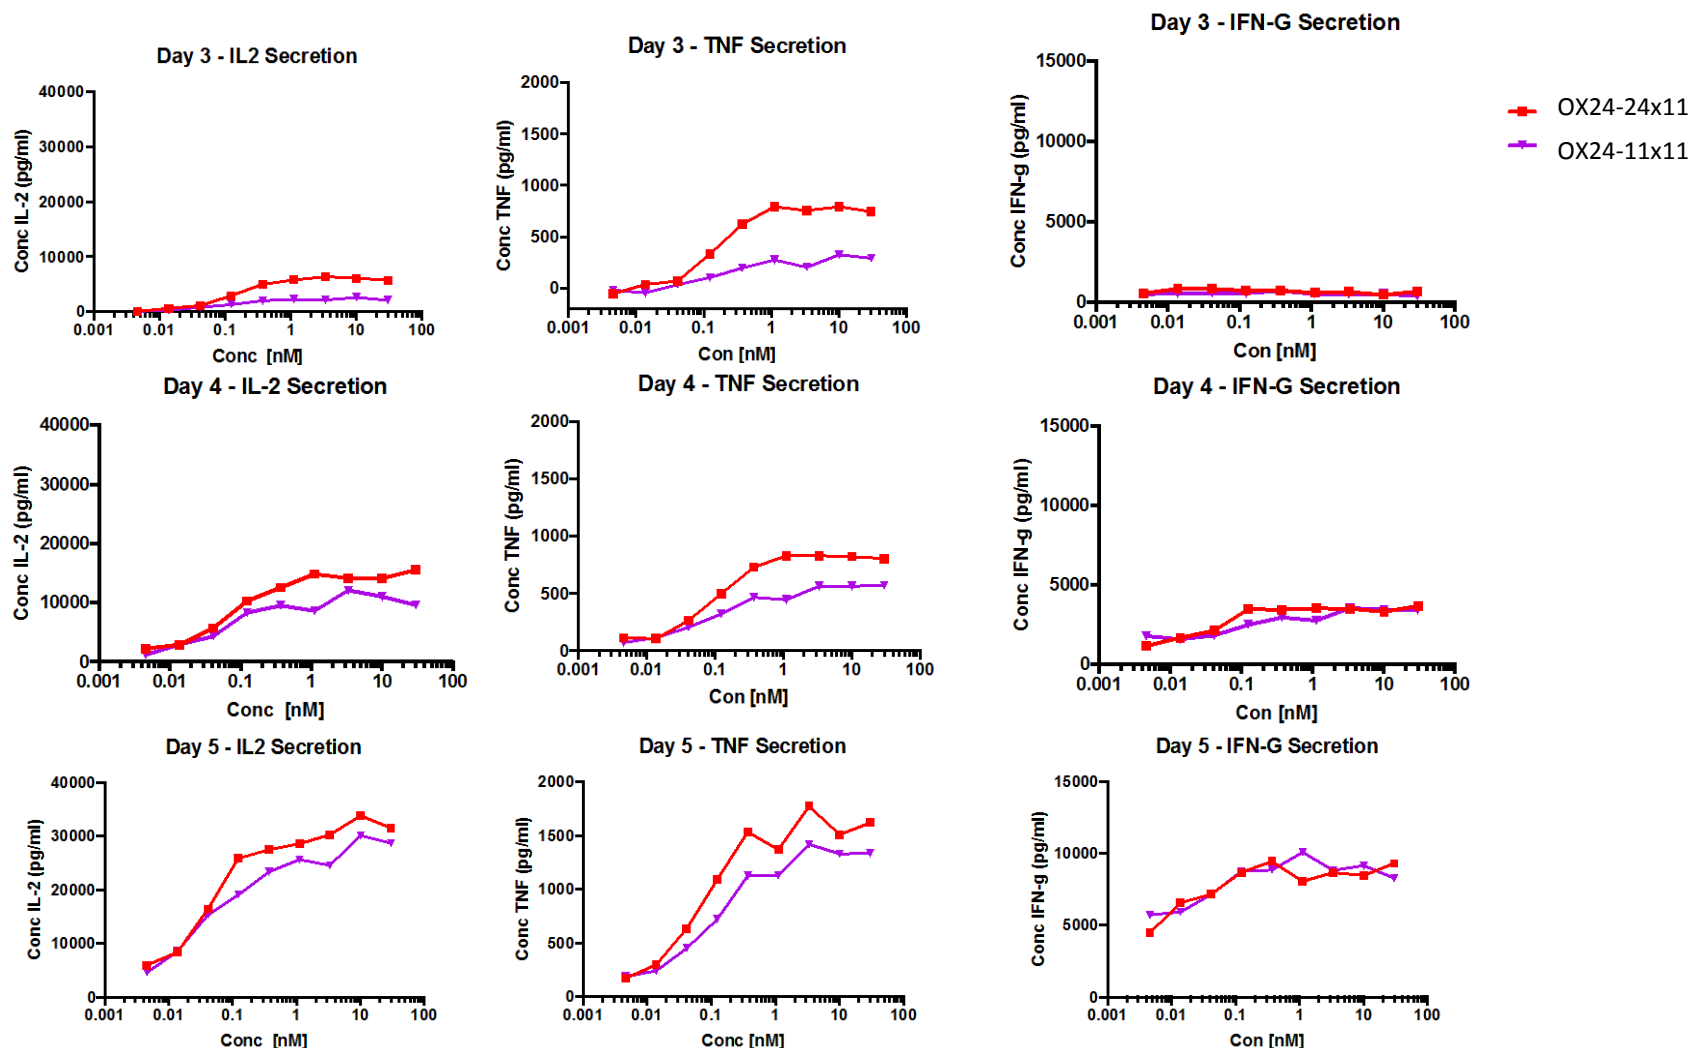 Day 3 - IL2 Secretion
Conc IL-2 (pg/ml)
40000
30000
20000
10000
0
0.001 0.01 0.1 1 10 100
Conc [nM]
Day 3 - TNF Secretion
Conc TNF (pg/ml)
2000
1500
1000
500
0
0.001 0.01 0.1 1 10 100
Con [nM]
Day 3 - IFN-G Secretion
Conc IFN-g (pg/ml)
15000
10000
5000
0
0.001 0.01 0.1 1 10 100
Con [nM]
OX24-24x11
OX24-11x11
Day 4 - IL-2 Secretion
Conc IL-2 (pg/ml)
40000
30000
20000
10000
0
0.001 0.01 0.1 1 10 100
Conc [nM]
Day 4 - TNF Secretion
Conc TNF (pg/ml)
2000
1500
1000
500
0
0.001 0.01 0.1 1 10 100
Con [nM]
Day 4 - IFN-G Secretion
Conc IFN-g (pg/ml)
15000
10000
5000
0
0.001 0.01 0.1 1 10 100
Con [nM]
Day 5 - IL2 Secretion
Conc IL-2 (pg/ml)
40000
30000
20000
10000
0
0.001 0.01 0.1 1 10 100
Conc [nM]
Day 5 - TNF Secretion
Conc TNF (pg/ml)
2000
1500
1000
500
0
0.001 0.01 0.1 1 10 100
Conc [nM]
Day 5 - IFN-G Secretion
Conc IFN-g (pg/ml)
15000
10000
5000
0
0.001 0.01 0.1 1 10 100
Con [nM]